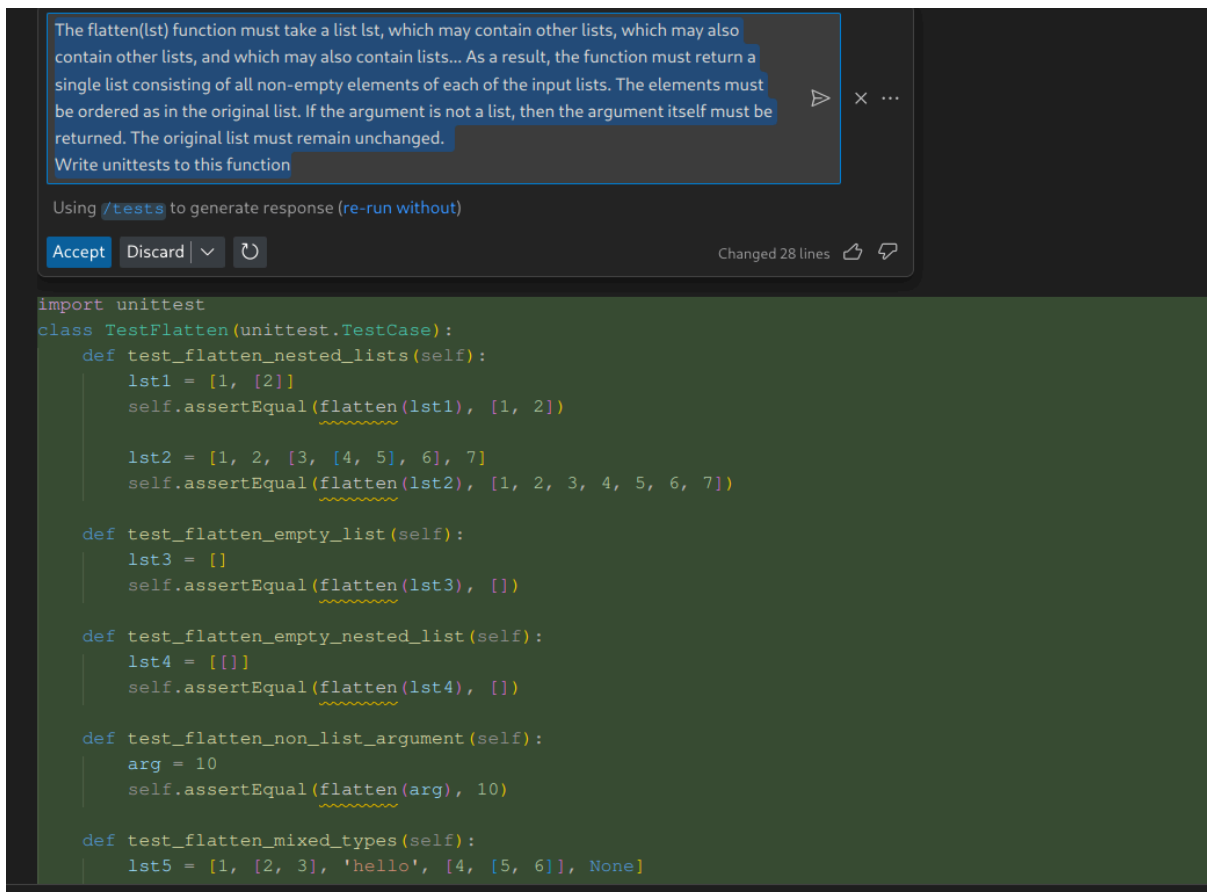 The flatten(lst) function must take a list lst, which may contain other lists, which may also
contain other lists, and which may also contain lists... As a result, the function must return a
single list consisting of all non-empty elements of each of the input lists. The elements must
be ordered as in the original list. If the argument is not a list, then the argument itself must be
returned. The original list must remain unchanged.
Write unittests to this function
Using /tests to generate response (re-run without)
Accept Discard Changed 28 lines
import unittest
class TestFlatten(unittest.TestCase):
    def test_flatten_nested_lists(self):
        lst1 = [1, [2]]
        self.assertEqual(flatten(lst1), [1, 2])
        lst2 = [1, 2, [3, [4, 5], 6], 7]
        self.assertEqual(flatten(lst2), [1, 2, 3, 4, 5, 6, 7])
    def test_flatten_empty_list(self):
        lst3 = []
        self.assertEqual(flatten(lst3), [])
    def test_flatten_empty_nested_list(self):
        lst4 = [[]]
        self.assertEqual(flatten(lst4), [])
    def test_flatten_non_list_argument(self):
        arg = 10
        self.assertEqual(flatten(arg), 10)
    def test_flatten_mixed_types(self):
        lst5 = [1, [2, 3], 'hello', [4, [5, 6]], None]